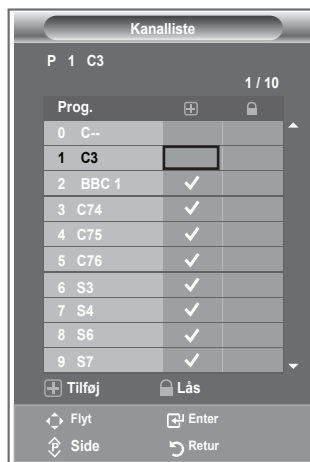 Kanalliste
P 1 C3
1 / 10
Prog.
0 C--
1 C3
2 BBC 1
3 C74
4 C75
5 C76
6 S3
7 S4
8 S6
9 S7
Tilføj Lås
Flyt Enter
P Side Retur